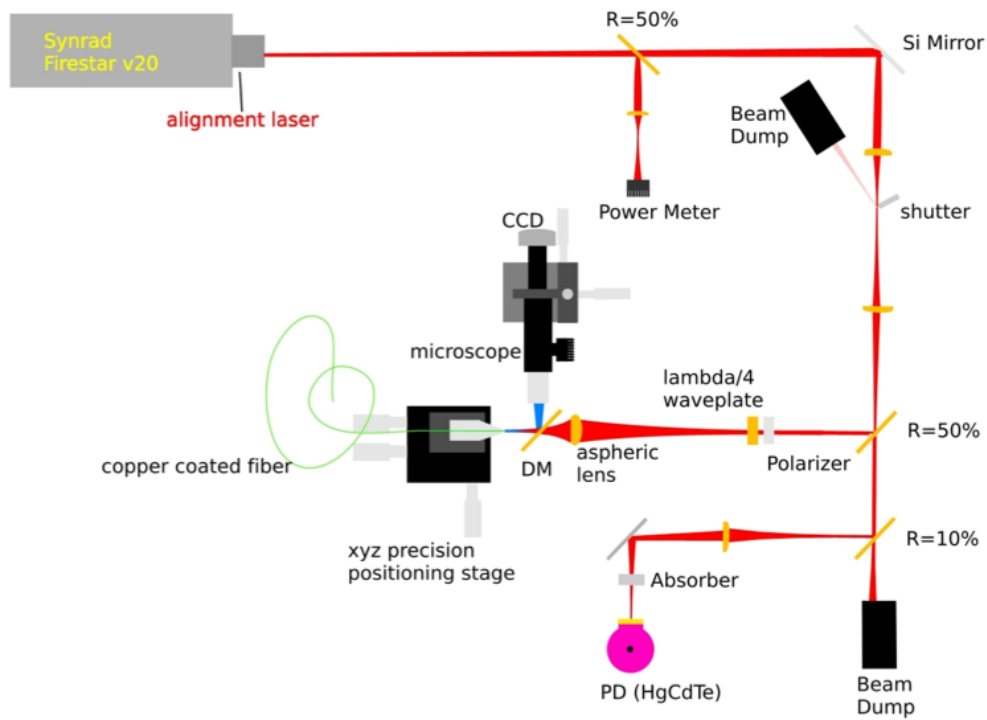 R=50%
Synrad
Firestar v20
Si Mirror
alignment laser
Beam
Dump
Power Meter
shutter
CCD
microscope
lambda/4
waveplate
R=50%
copper coated fiber
DM
aspheric
lens
Polarizer
xyz precision
positioning stage
R=10%
Absorber
PD (HgCdTe)
Beam
Dump